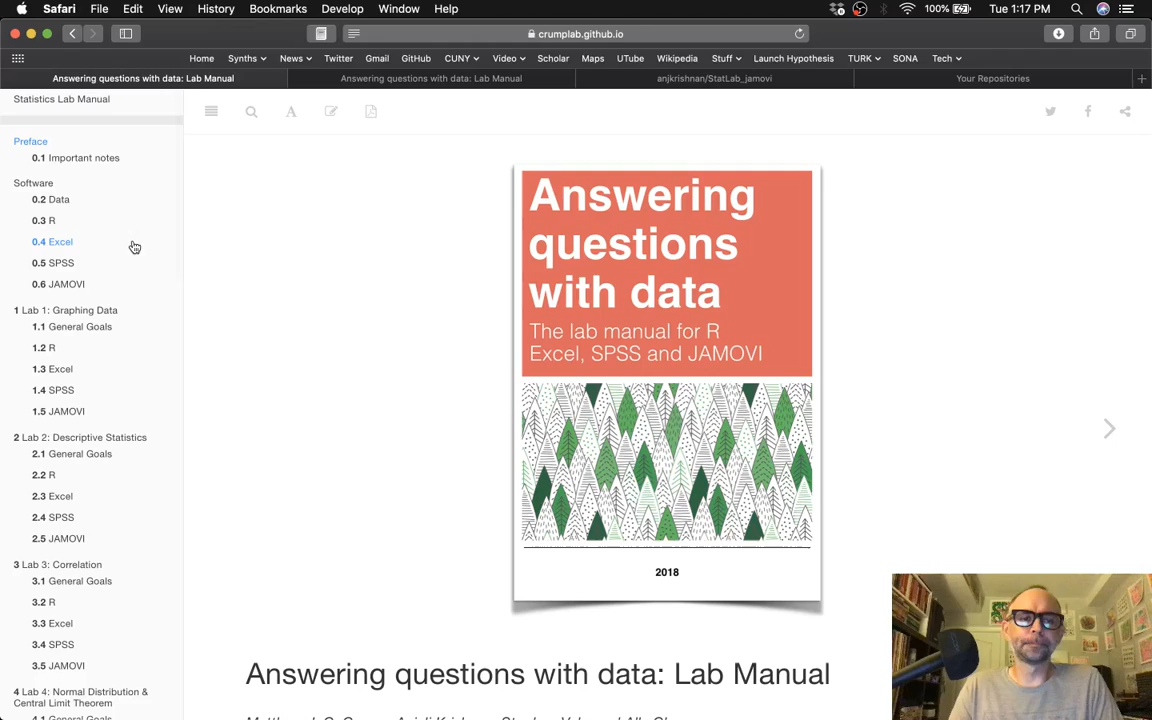 Safari File Edit View History Bookmarks Develop Window Help 100% Tue 1:17 PM
crumplab.github.io
Home Synths News Twitter Gmail GitHub CUNY Video Scholar Maps UTube Wikipedia Stuff Launch Hypothesis TURK SONA Tech
Answering questions with data: Lab Manual Answering questions with data: Lab Manual anjkrishnan/StatLab_jamovi Your Repositories
Statistics Lab Manual
Preface
0.1 Important notes
Software
0.2 Data
0.3 R
0.4 Excel
0.5 SPSS
0.6 JAMOVI
1 Lab 1: Graphing Data
1.1 General Goals
1.2 R
1.3 Excel
1.4 SPSS
1.5 JAMOVI
2 Lab 2: Descriptive Statistics
2.1 General Goals
2.2 R
2.3 Excel
2.4 SPSS
2.5 JAMOVI
3 Lab 3: Correlation
3.1 General Goals
3.2 R
3.3 Excel
3.4 SPSS
3.5 JAMOVI
4 Lab 4: Normal Distribution &
Central Limit Theorem
4.1 General Goals
A
Answering
questions
with data
The lab manual for R
Excel, SPSS and JAMOVI
2018
Answering questions with data: Lab Manual